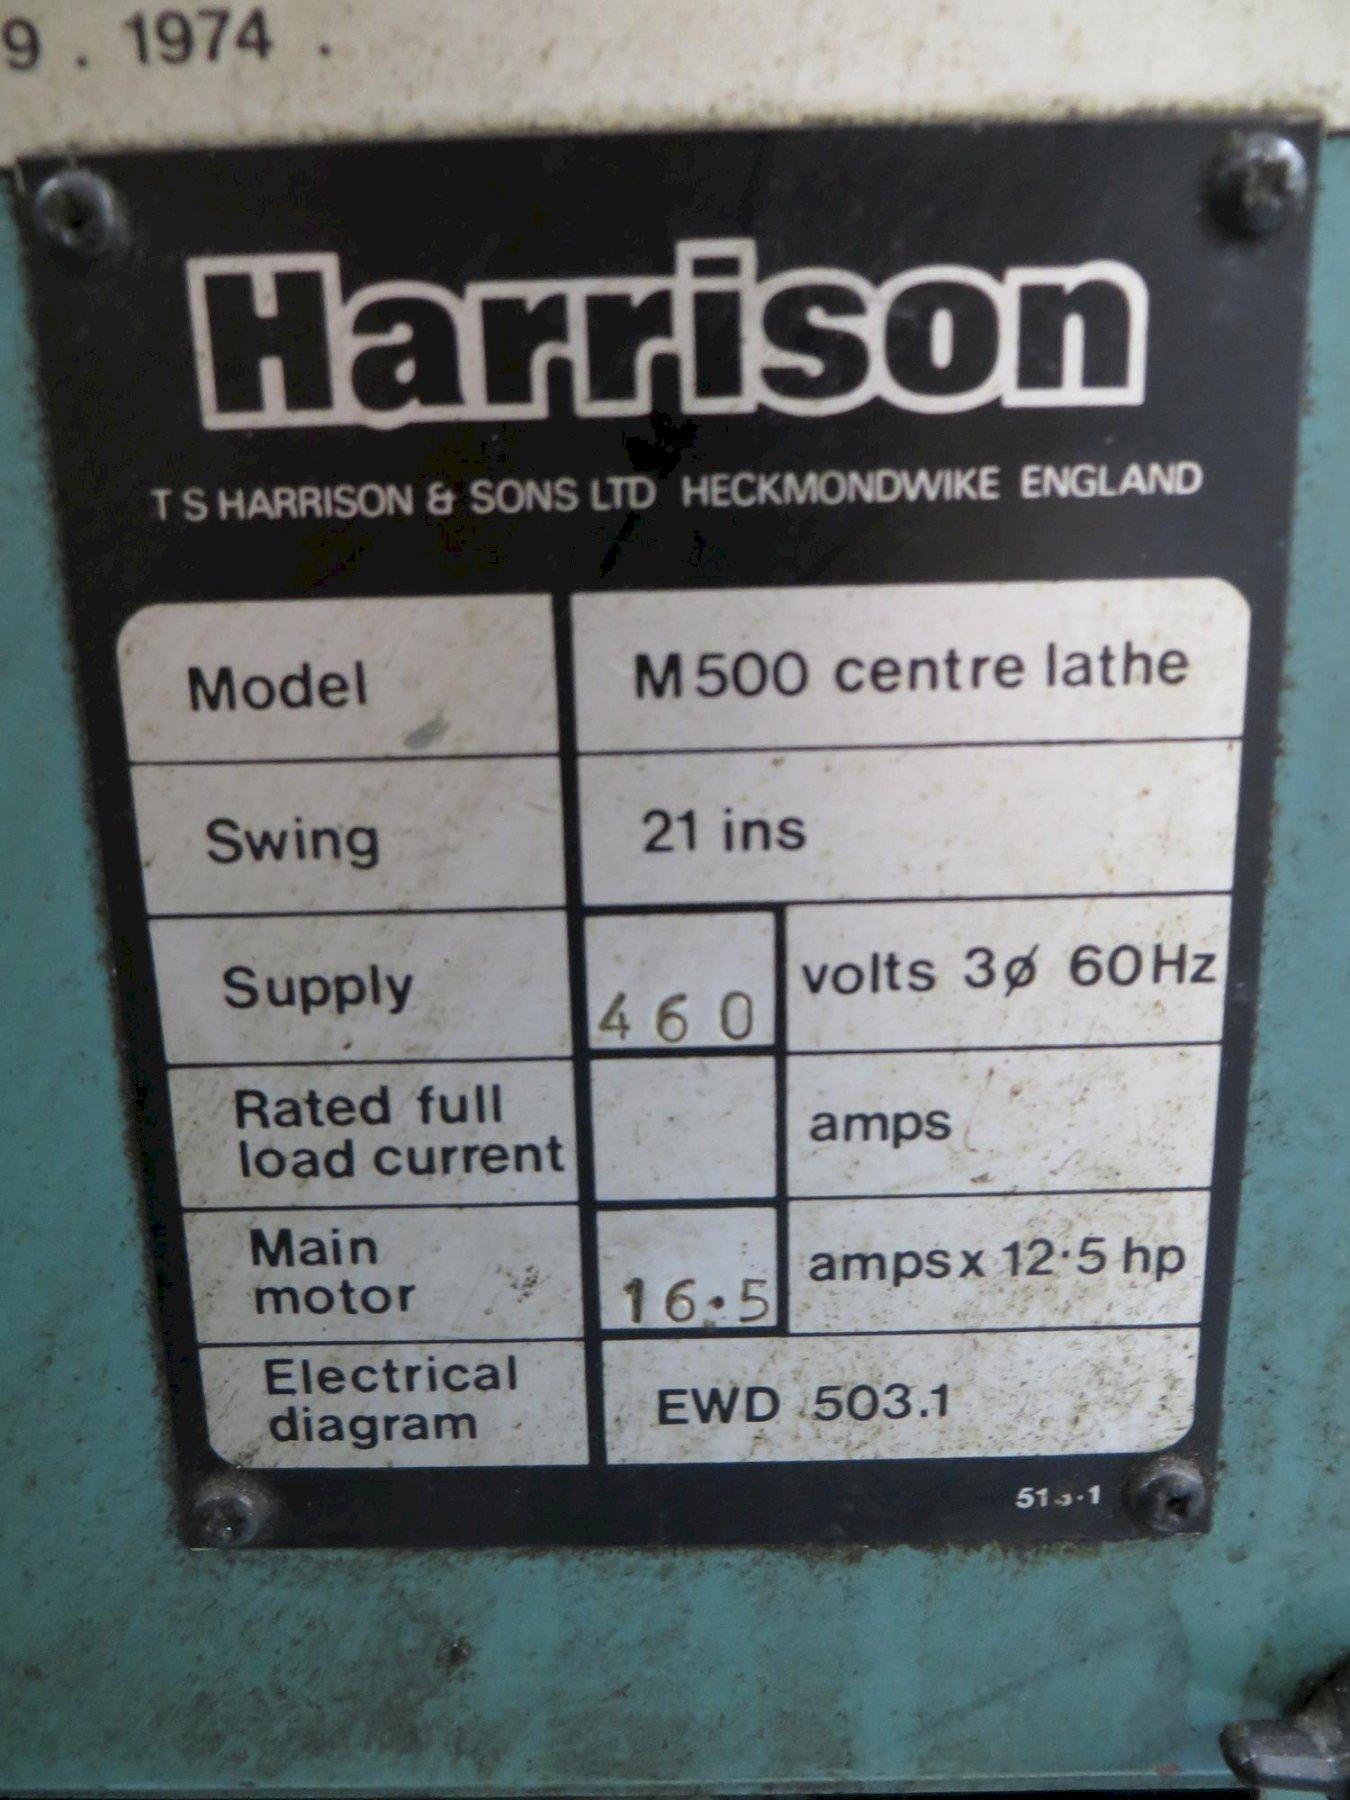 9 . 1974 .
Harrison
T S HARRISON & SONS LTD HECKMONDWIKE ENGLAND
Model M500 centre lathe
Swing 21 ins
Supply 460 volts 3ø 60Hz
Rated full
load current amps
Main
motor 16·5 amps x 12·5 hp
Electrical
diagram EWD 503.1